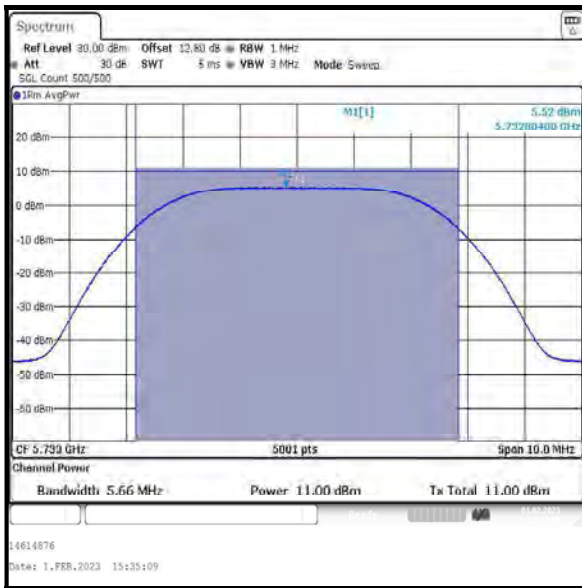 Spectrum
Ref Level 30.00 dBm Offset 12.80 dB RBW 1 MHz
Att 30 dB SWT 5 ms VBW 3 MHz Mode Sweep
SGL Count 500/500
1Rm AvgPwr
M1[1] 5.52 dBm
5.73280400 GHz
20 dBm
10 dBm
0 dBm
-10 dBm
-20 dBm
-30 dBm
-40 dBm
-50 dBm
CF 5.733 GHz 5001 pts Span 10.0 MHz
Channel Power
Bandwidth 5.66 MHz Power 11.00 dBm Tx Total 11.00 dBm
14614876
Date: 1.FEB.2023 15:35:09